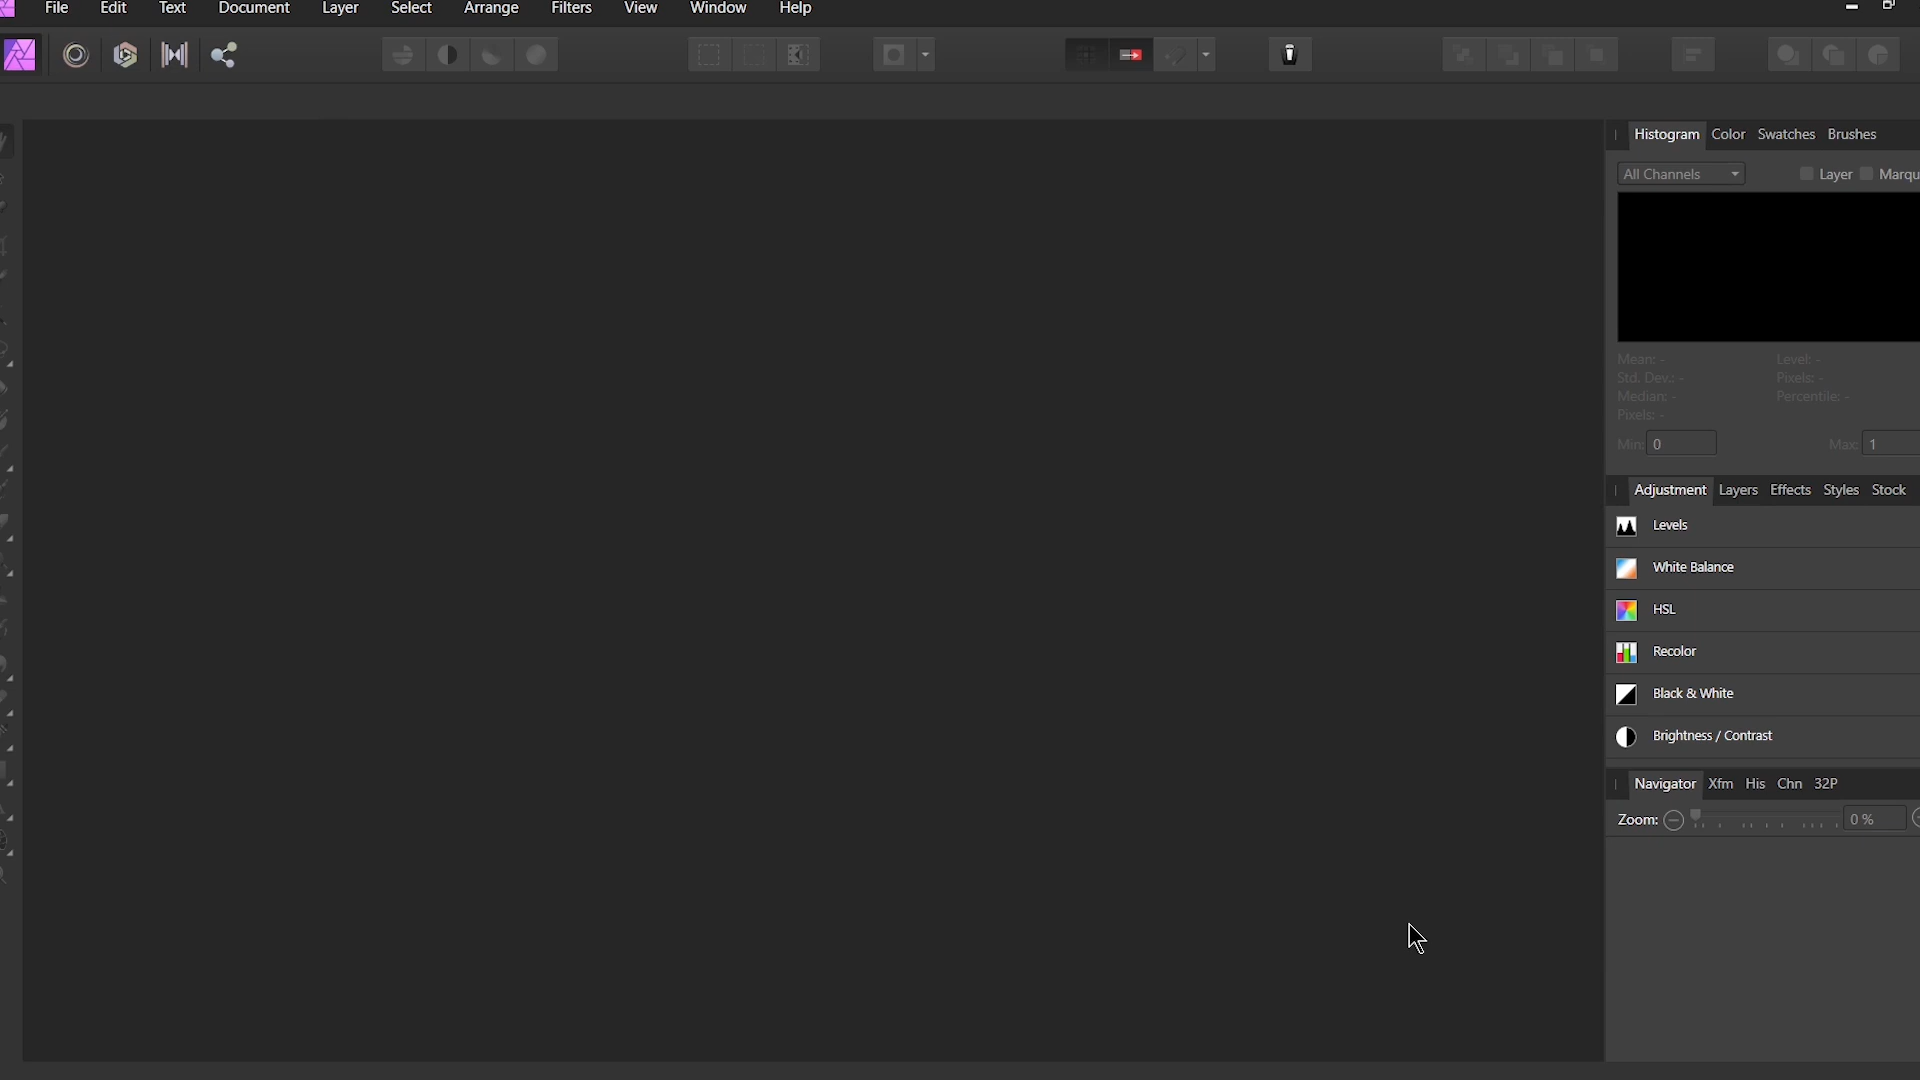 File Edit Text Document Layer Select Arrange Filters View Window Help
Histogram Color Swatches Brushes
All Channels Layer Marqu
Mean: - Level: -
Std. Dev.: - Pixels: -
Median: - Percentile: -
Pixels: -
Min: 0 Max: 1
Adjustment Layers Effects Styles Stock
Levels
White Balance
HSL
Recolor
Black & White
Brightness / Contrast
Navigator Xfm His Chn 32P
Zoom: 0 %